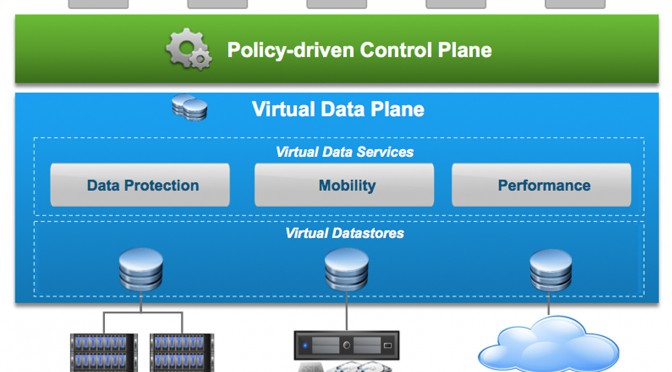 Policy-driven Control Plane
Virtual Data Plane
Virtual Data Services
Data Protection
Mobility
Performance
Virtual Datastores